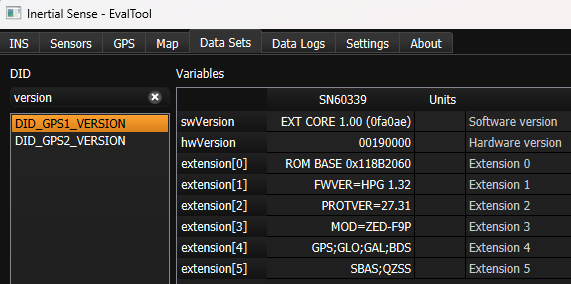 Inertial Sense - EvalTool
INS Sensors GPS Map Data Sets Data Logs Settings About
DID Variables
version
SN60339 Units
DID_GPS1_VERSION
DID_GPS2_VERSION
swVersion EXT CORE 1.00 (0fa0ae) Software version
hwVersion 00190000 Hardware version
extension[0] ROM BASE 0x118B2060 Extension 0
extension[1] FWVER=HPG 1.32 Extension 1
extension[2] PROTVER=27.31 Extension 2
extension[3] MOD=ZED-F9P Extension 3
extension[4] GPS;GLO;GAL;BDS Extension 4
extension[5] SBAS;QZSS Extension 5